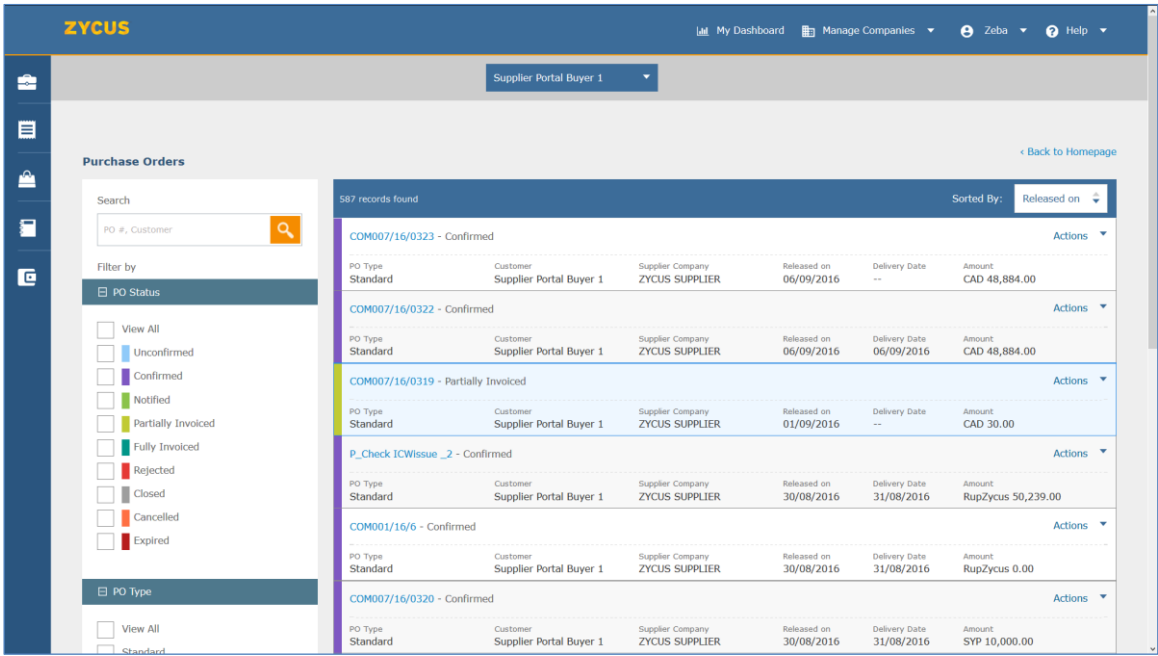 ZYCUS
My Dashboard
Manage Companies
Zeba
Help
Supplier Portal Buyer 1
‹ Back to Homepage
Purchase Orders
Search
PO #, Customer
Filter by
PO Status
View All
Unconfirmed
Confirmed
Notified
Partially Invoiced
Fully Invoiced
Rejected
Closed
Cancelled
Expired
PO Type
View All
Standard
587 records found
Sorted By: Released on
COM007/16/0323 - Confirmed Actions
PO Type Customer Supplier Company Released on Delivery Date Amount
Standard Supplier Portal Buyer 1 ZYCUS SUPPLIER 06/09/2016 -- CAD 48,884.00
COM007/16/0322 - Confirmed Actions
PO Type Customer Supplier Company Released on Delivery Date Amount
Standard Supplier Portal Buyer 1 ZYCUS SUPPLIER 06/09/2016 06/09/2016 CAD 48,884.00
COM007/16/0319 - Partially Invoiced Actions
PO Type Customer Supplier Company Released on Delivery Date Amount
Standard Supplier Portal Buyer 1 ZYCUS SUPPLIER 01/09/2016 -- CAD 30.00
P_Check ICWissue _2 - Confirmed Actions
PO Type Customer Supplier Company Released on Delivery Date Amount
Standard Supplier Portal Buyer 1 ZYCUS SUPPLIER 30/08/2016 31/08/2016 RupZycus 50,239.00
COM001/16/6 - Confirmed Actions
PO Type Customer Supplier Company Released on Delivery Date Amount
Standard Supplier Portal Buyer 1 ZYCUS SUPPLIER 30/08/2016 31/08/2016 RupZycus 0.00
COM007/16/0320 - Confirmed Actions
PO Type Customer Supplier Company Released on Delivery Date Amount
Standard Supplier Portal Buyer 1 ZYCUS SUPPLIER 30/08/2016 31/08/2016 SYP 10,000.00